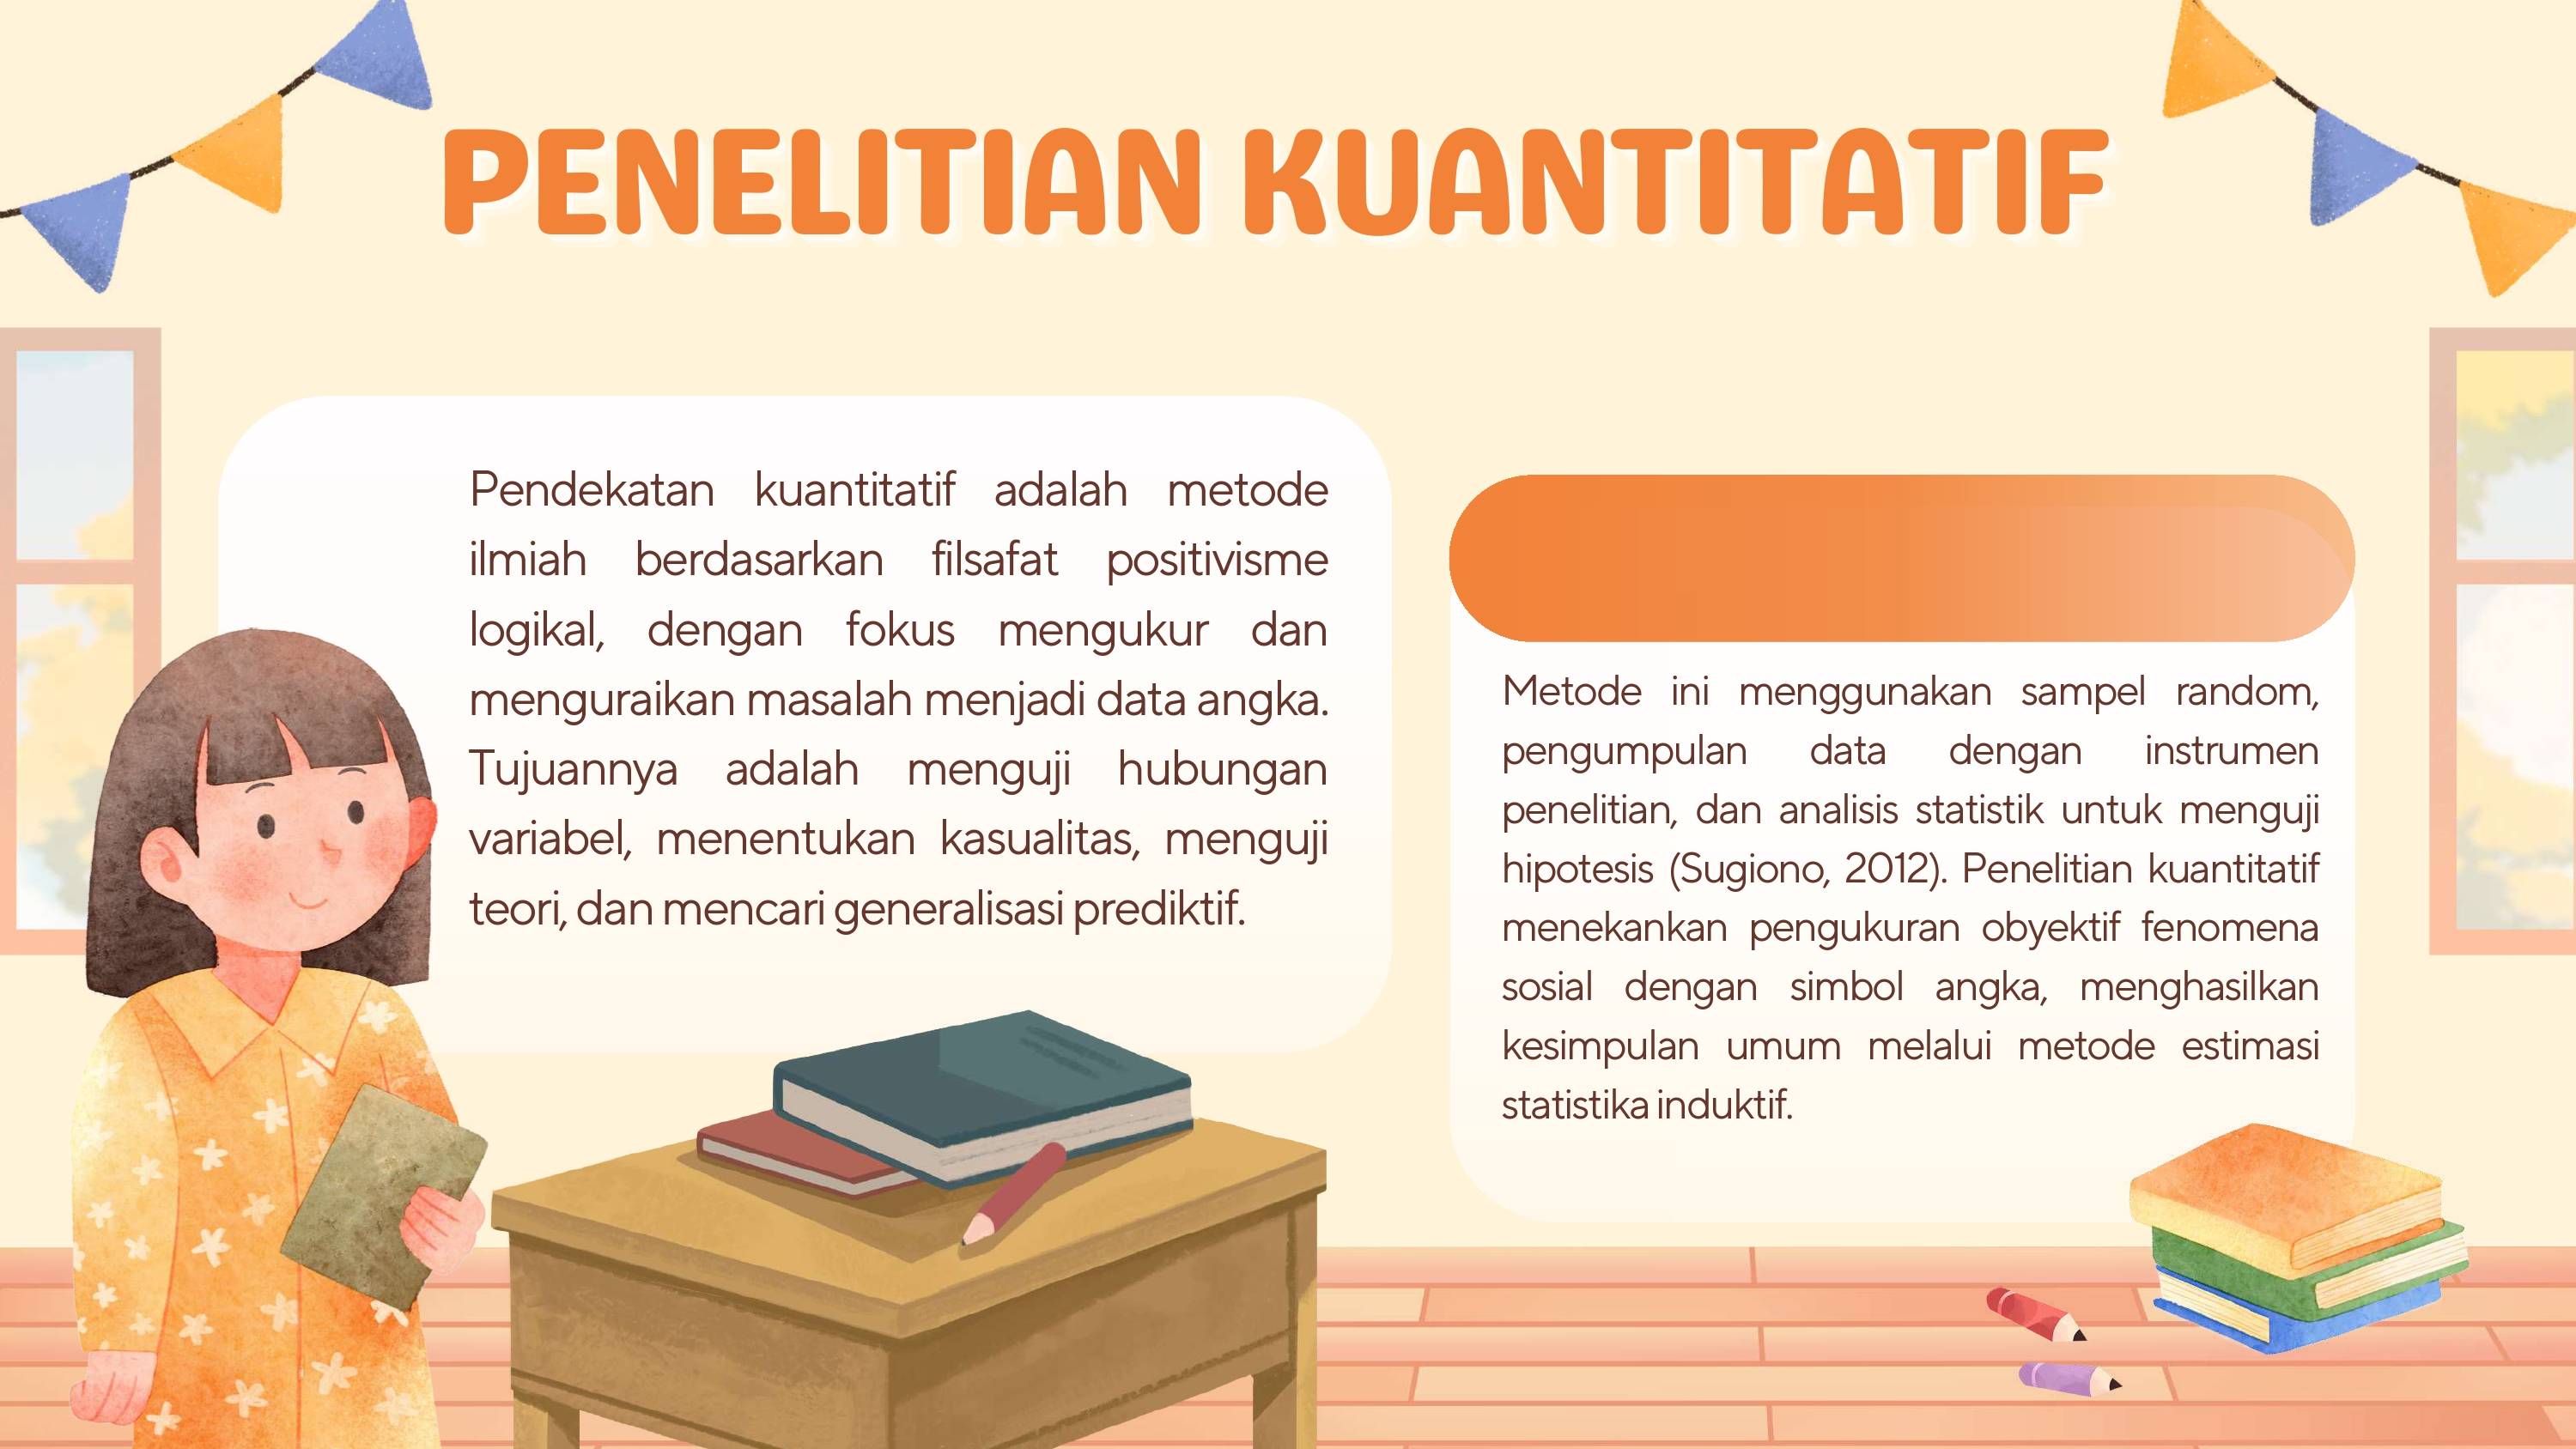 PENELITIAN KUANTITATIF
Pendekatan kuantitatif adalah metode
ilmiah berdasarkan filsafat positivisme
logikal, dengan fokus mengukur dan
menguraikan masalah menjadi data angka.
Tujuannya adalah menguji hubungan
variabel, menentukan kasualitas, menguji
teori, dan mencari generalisasi prediktif.
Metode ini menggunakan sampel random,
pengumpulan data dengan instrumen
penelitian, dan analisis statistik untuk menguji
hipotesis (Sugiono, 2012). Penelitian kuantitatif
menekankan pengukuran obyektif fenomena
sosial dengan simbol angka, menghasilkan
kesimpulan umum melalui metode estimasi
statistika induktif.